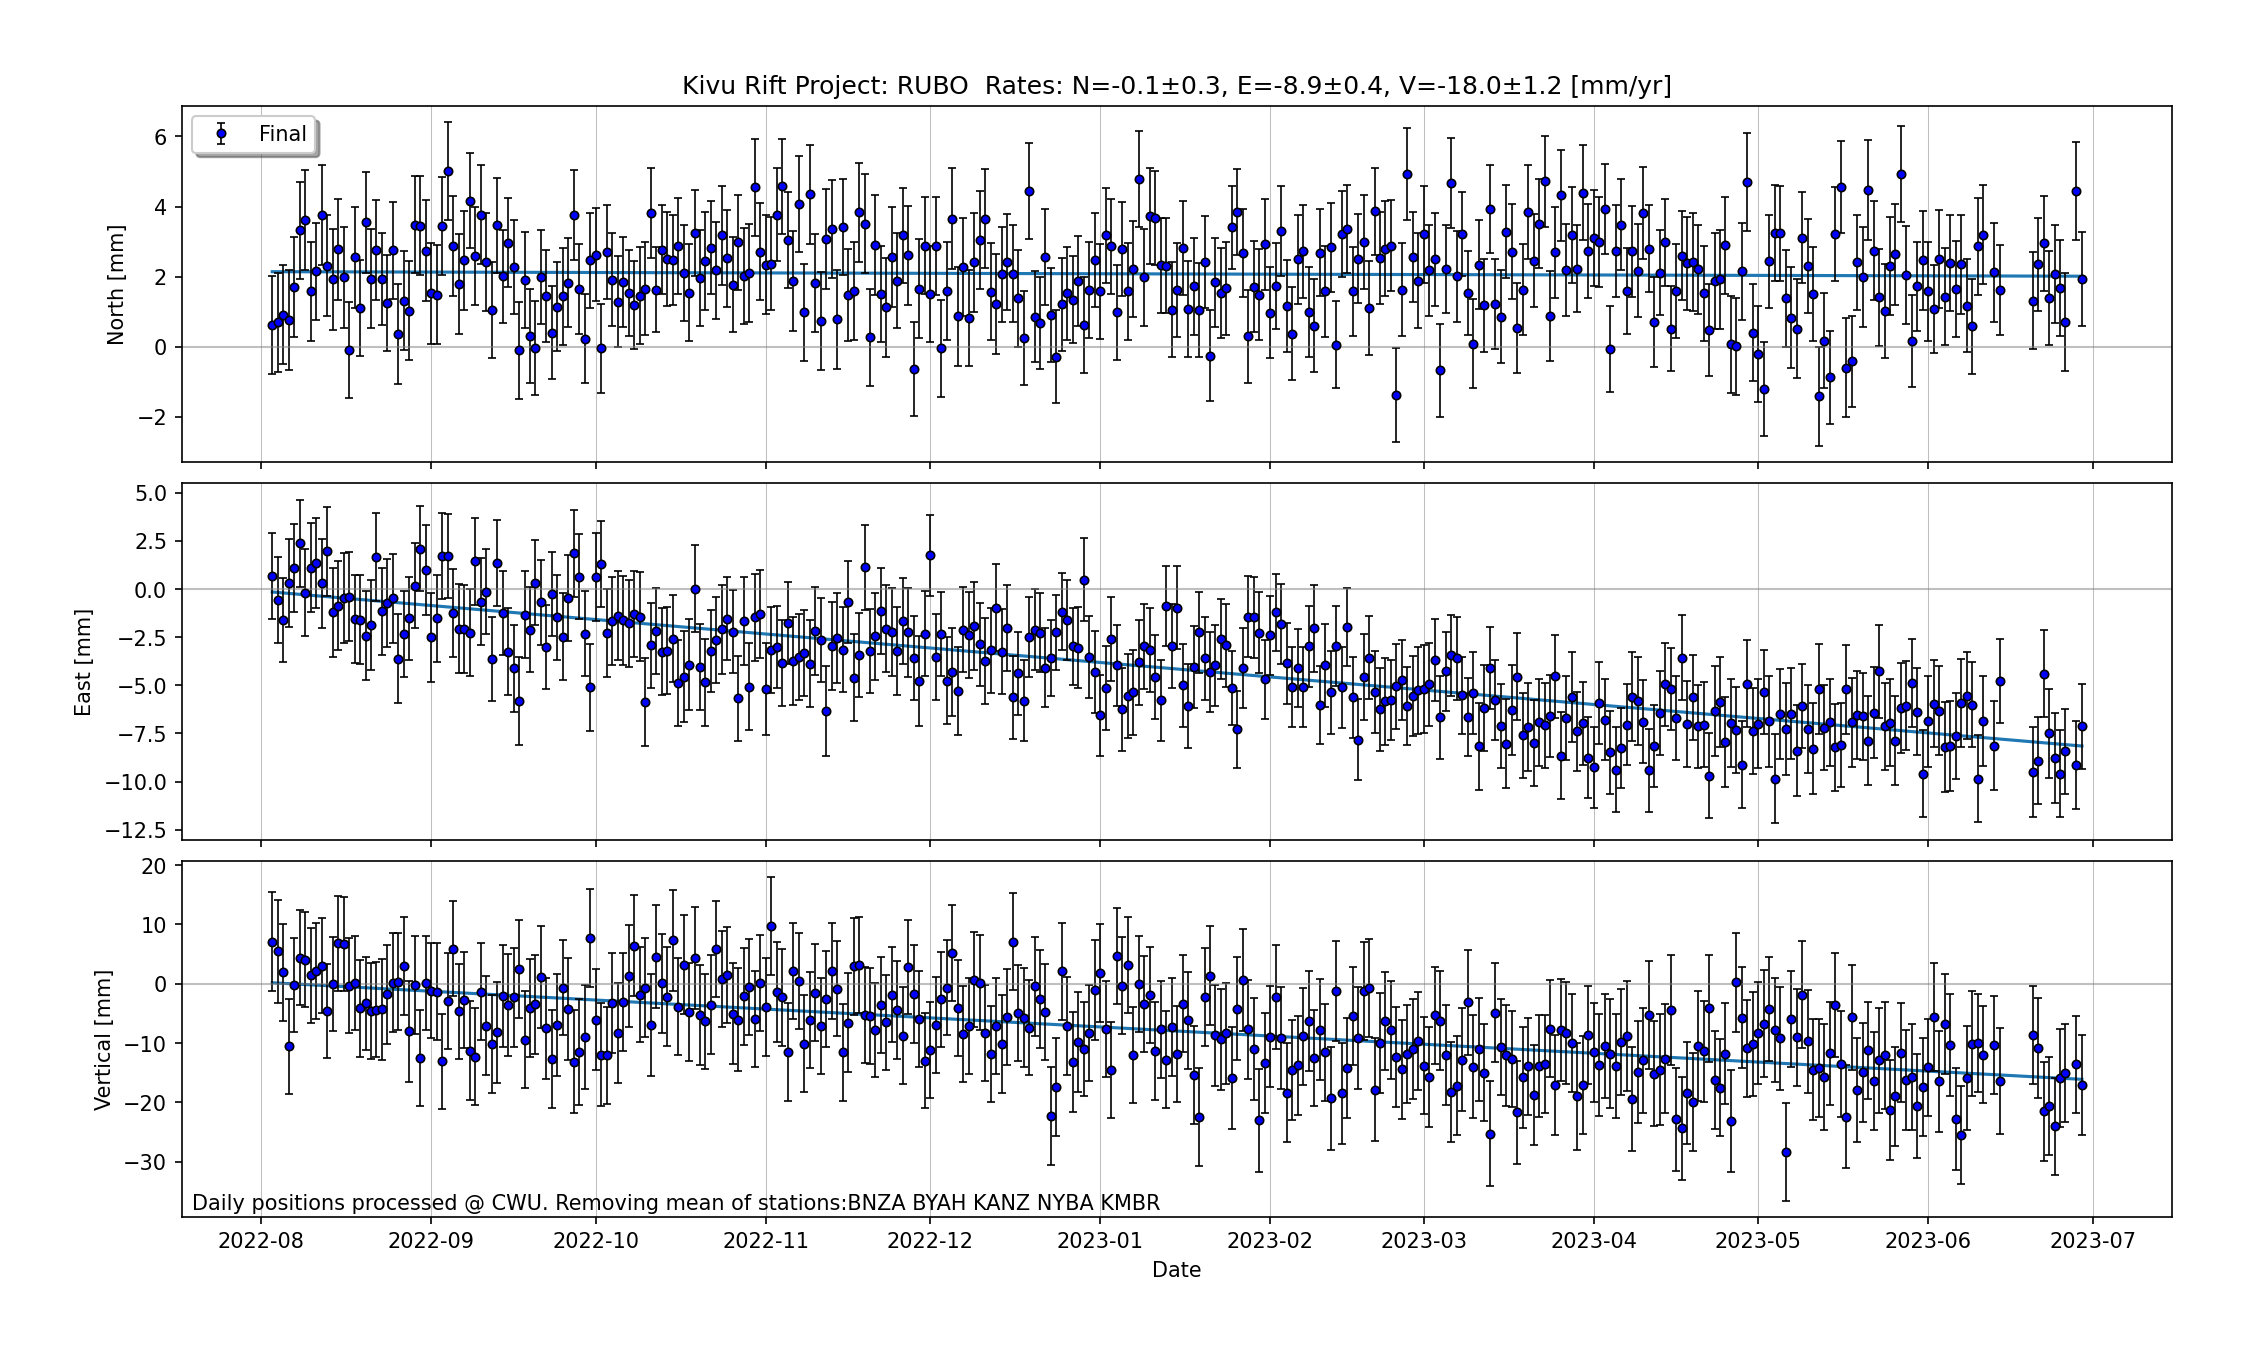 Kivu Rift Project: RUBO  Rates: N=-0.1±0.3, E=-8.9±0.4, V=-18.0±1.2 [mm/yr]
Final
North [mm]
6
4
2
0
−2
East [mm]
5.0
2.5
0.0
−2.5
−5.0
−7.5
−10.0
−12.5
Vertical [mm]
20
10
0
−10
−20
−30
Daily positions processed @ CWU. Removing mean of stations:BNZA BYAH KANZ NYBA KMBR
2022-08 2022-09 2022-10 2022-11 2022-12 2023-01 2023-02 2023-03 2023-04 2023-05 2023-06 2023-07
Date